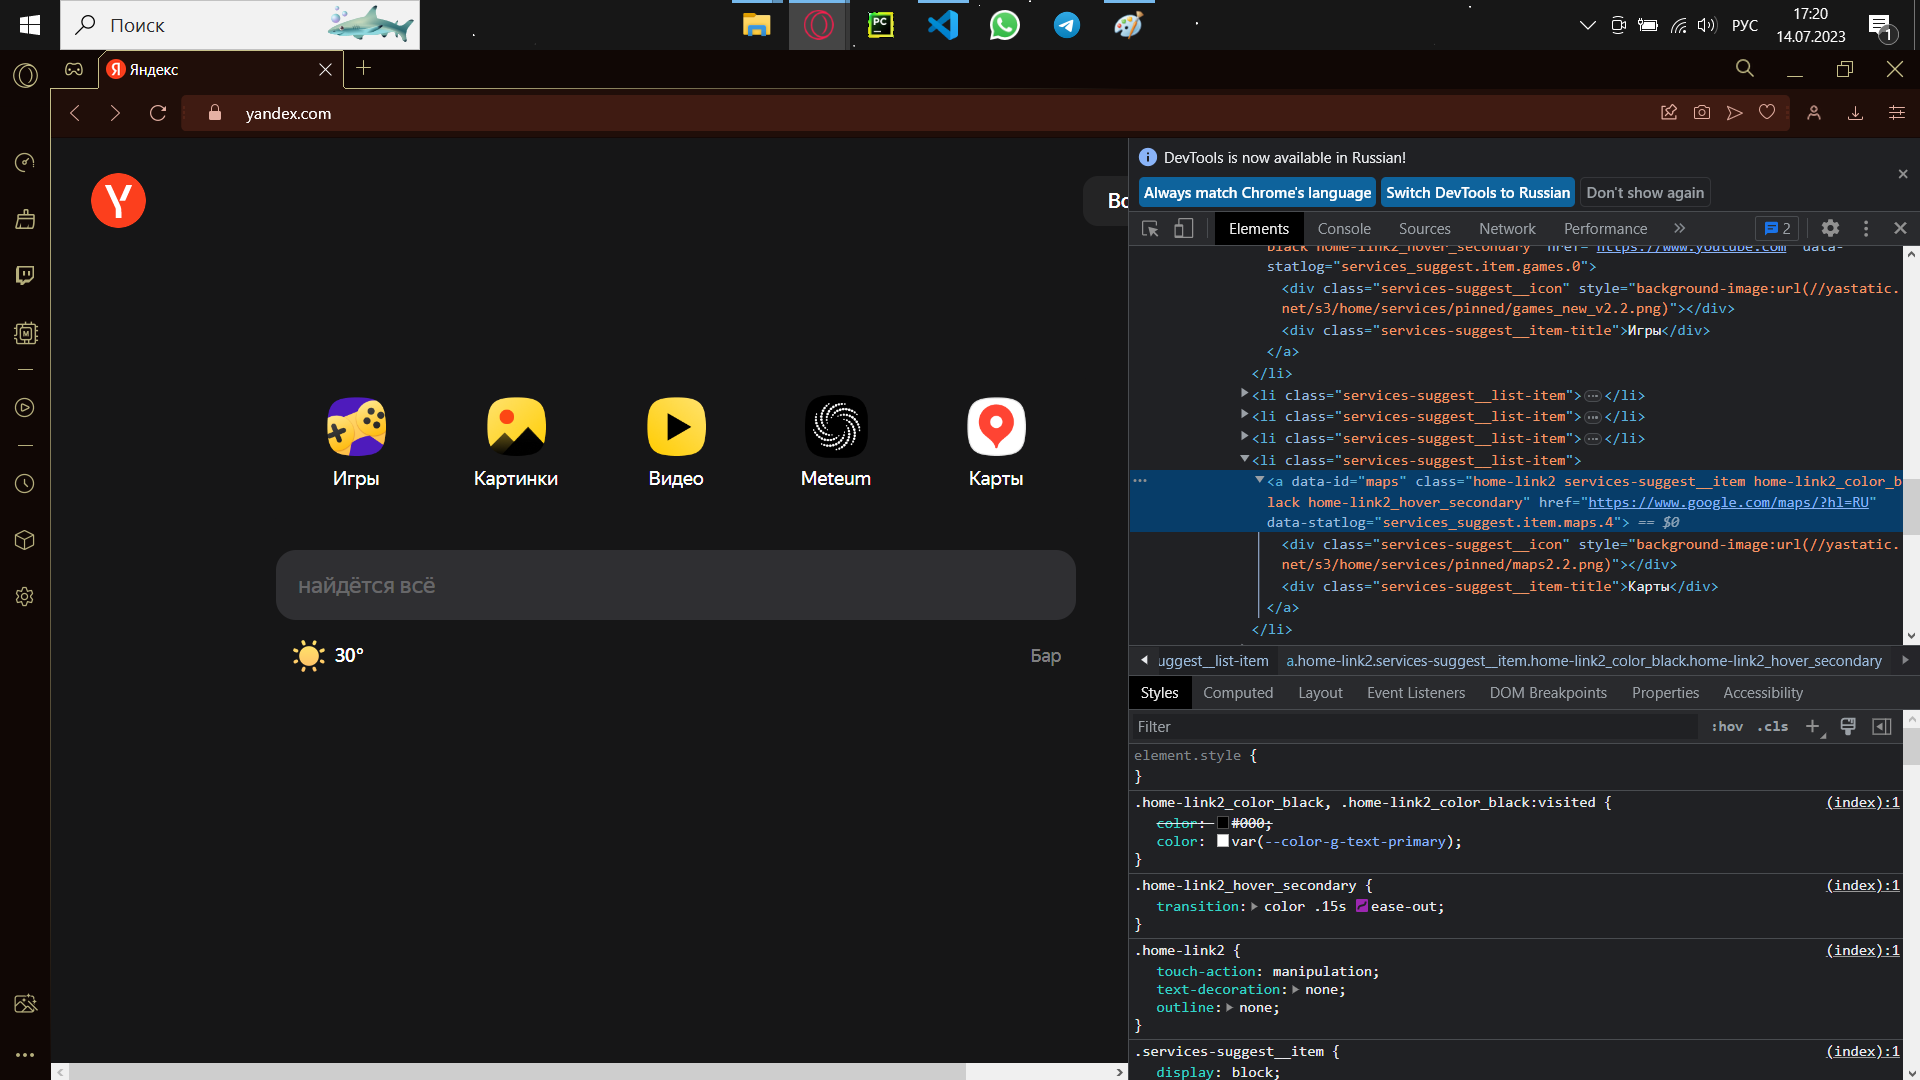 Поиск
PC
РУС
17:20
14.07.2023
1
Я Яндекс
yandex.com
Y
Вс
Игры
Картинки
Видео
Meteum
Карты
найдётся всё
30°
Бар
DevTools is now available in Russian!
Always match Chrome's language
Switch DevTools to Russian
Don't show again
Elements
Console
Sources
Network
Performance
2
black home-link2_hover_secondary" href="https://www.youtube.com" data-
statlog="services_suggest.item.games.0">
<div class="services-suggest__icon" style="background-image:url(//yastatic.
net/s3/home/services/pinned/games_new_v2.2.png)"></div>
<div class="services-suggest__item-title">Игры</div>
</a>
</li>
<li class="services-suggest__list-item">…</li>
<li class="services-suggest__list-item">…</li>
<li class="services-suggest__list-item">…</li>
<li class="services-suggest__list-item">
<a data-id="maps" class="home-link2 services-suggest__item home-link2_color_b
lack home-link2_hover_secondary" href="https://www.google.com/maps/?hl=RU"
data-statlog="services_suggest.item.maps.4"> == $0
<div class="services-suggest__icon" style="background-image:url(//yastatic.
net/s3/home/services/pinned/maps2.2.png)"></div>
<div class="services-suggest__item-title">Карты</div>
</a>
</li>
uggest__list-item
a.home-link2.services-suggest__item.home-link2_color_black.home-link2_hover_secondary
Styles
Computed
Layout
Event Listeners
DOM Breakpoints
Properties
Accessibility
Filter
:hov
.cls
element.style {
}
.home-link2_color_black, .home-link2_color_black:visited {
(index):1
color: #000;
color: var(--color-g-text-primary);
}
.home-link2_hover_secondary {
(index):1
transition: color .15s ease-out;
}
.home-link2 {
(index):1
touch-action: manipulation;
text-decoration: none;
outline: none;
}
.services-suggest__item {
(index):1
display: block;